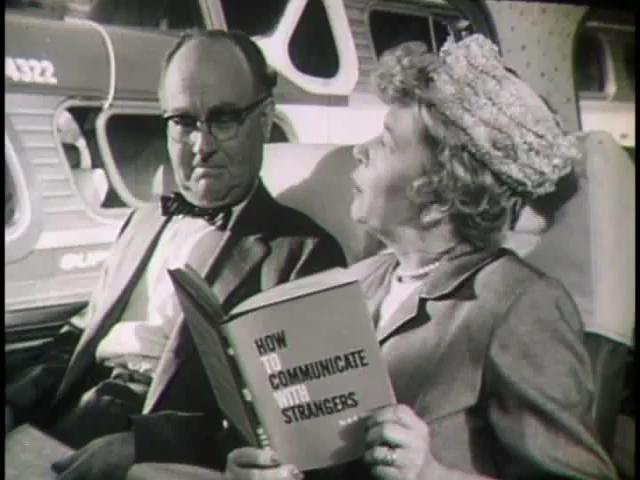 4322
HOW
TO
COMMUNICATE
WITH
STRANGERS